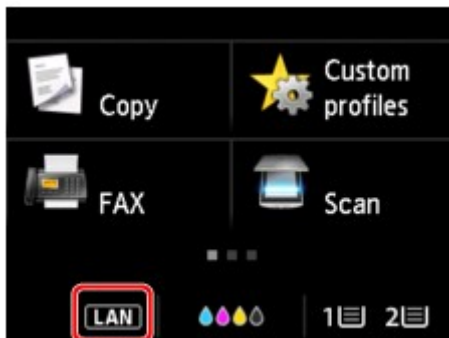 Copy
Custom
profiles
FAX
Scan
LAN
1 2